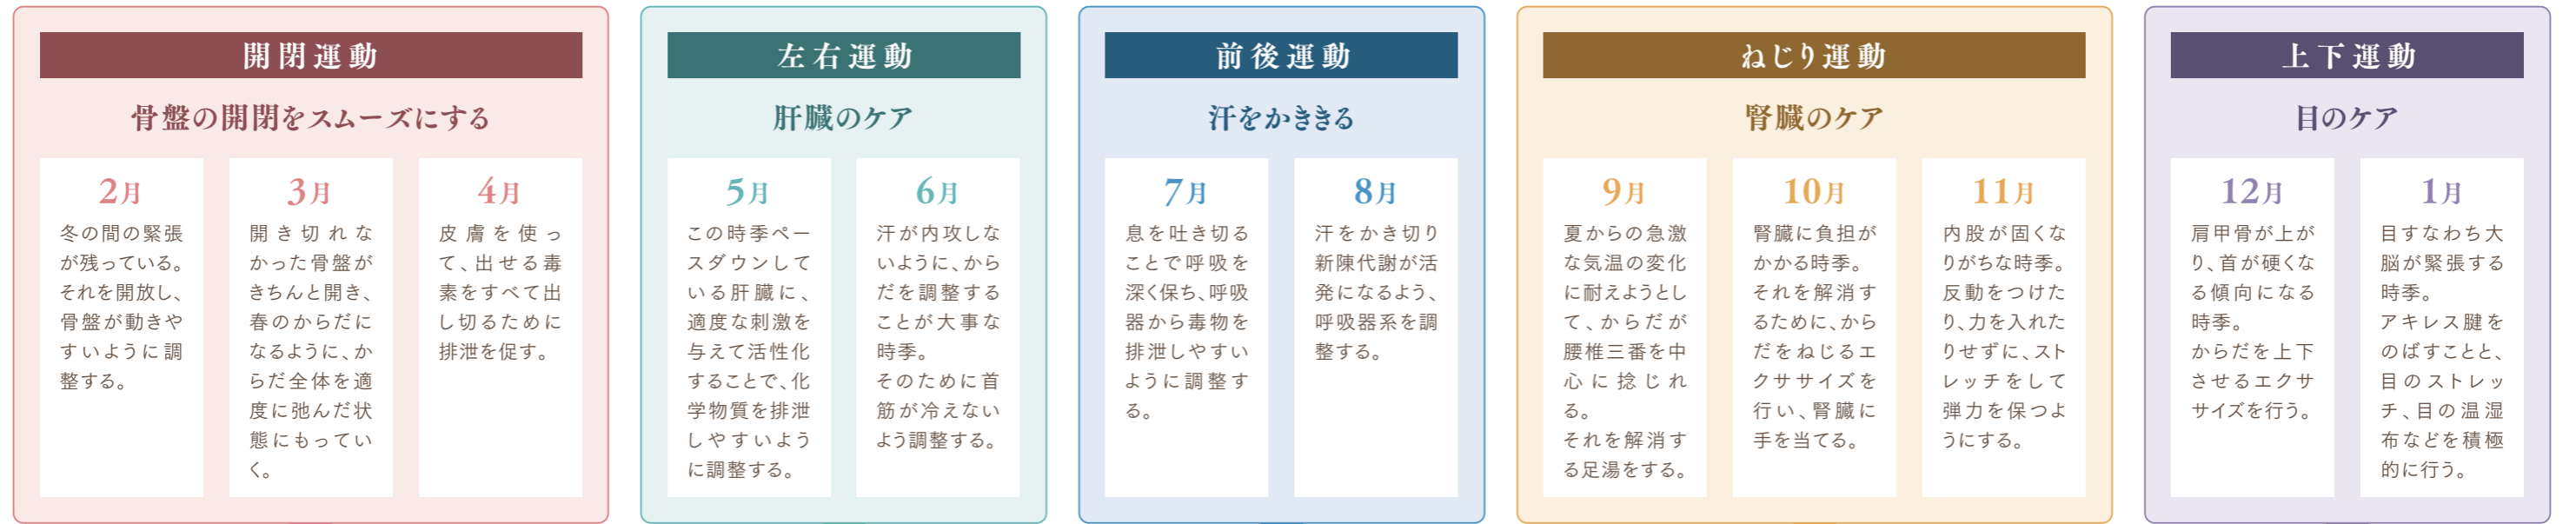 開閉運動
骨盤の開閉をスムーズにする
2月
冬の間の緊張
が残っている。
それを開放し、
骨盤が動きや
すいように調
整する。
3月
開き切れな
かった骨盤が
きちんと開き、
春のからだに
なるように、か
らだ全体を適
度に弛んだ状
態にもってい
く。
4月
皮膚を使っ
て、出せる毒
素をすべて出
し切るために
排泄を促す。
左右運動
肝臓のケア
5月
この時季ペー
スダウンして
いる肝臓に、
適度な刺激を
与えて活性化
することで、化
学物質を排泄
しやすいよう
に調整する。
6月
汗が内攻しな
いように、から
だを調整する
ことが大事な
時季。
そのために首
筋が冷えない
よう調整する。
前後運動
汗をかききる
7月
息を吐き切る
ことで呼吸を
深く保ち、呼吸
器から毒物を
排泄しやすい
ように調整す
る。
8月
汗をかき切り
新陳代謝が活
発になるよう、
呼吸器系を調
整する。
ねじり運動
腎臓のケア
9月
夏からの急激
な気温の変化
に耐えようとし
て、からだが
腰椎三番を中
心に捻じれ
る。
それを解消す
る足湯をする。
10月
腎臓に負担が
かかる時季。
それを解消す
るために、から
だをねじるエ
クササイズを
行い、腎臓に
手を当てる。
11月
内股が固くな
りがちな時季。
反動をつけた
り、力を入れた
りせずに、スト
レッチをして
弾力を保つよ
うにする。
上下運動
目のケア
12月
肩甲骨が上が
り、首が硬くな
る傾向になる
時季。
からだを上下
させるエクサ
サイズを行う。
1月
目すなわち大
脳が緊張する
時季。
アキレス腱を
のばすことと、
目のストレッ
チ、目の温湿
布などを積極
的に行う。